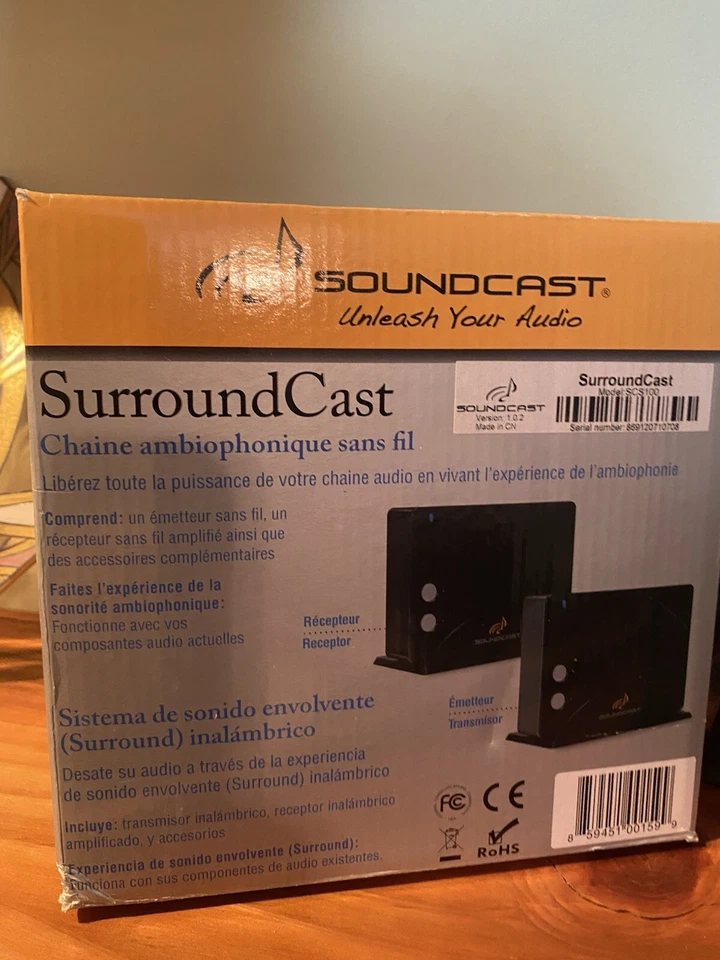 SOUNDCAST®
Unleash Your Audio
SurroundCast
Chaine ambiophonique sans fil
SOUNDCAST
Version: 1.0.2
Made in CN
SurroundCast
Model:SCS100
Serial number: 869120710708
Libérez toute la puissance de votre chaine audio en vivant l'expérience de l'ambiophonie
Comprend: un émetteur sans fil, un
récepteur sans fil amplifié ainsi que
des accessoires complémentaires
Faites l'expérience de la
sonorité ambiophonique:
Fonctionne avec vos
composantes audio actuelles
Récepteur
Receptor
SOUNDCAST
Émetteur
Transmisor
SOUNDCAST
Sistema de sonido envolvente
(Surround) inalámbrico
Desate su audio a través de la experiencia
de sonido envolvente (Surround) inalámbrico
Incluye: transmisor inalámbrico, receptor inalámbrico
amplificado, y accesorios
Experiencia de sonido envolvente (Surround):
Funciona con sus componentes de audio existentes.
FC CE
RoHS
8 59451 00159 9